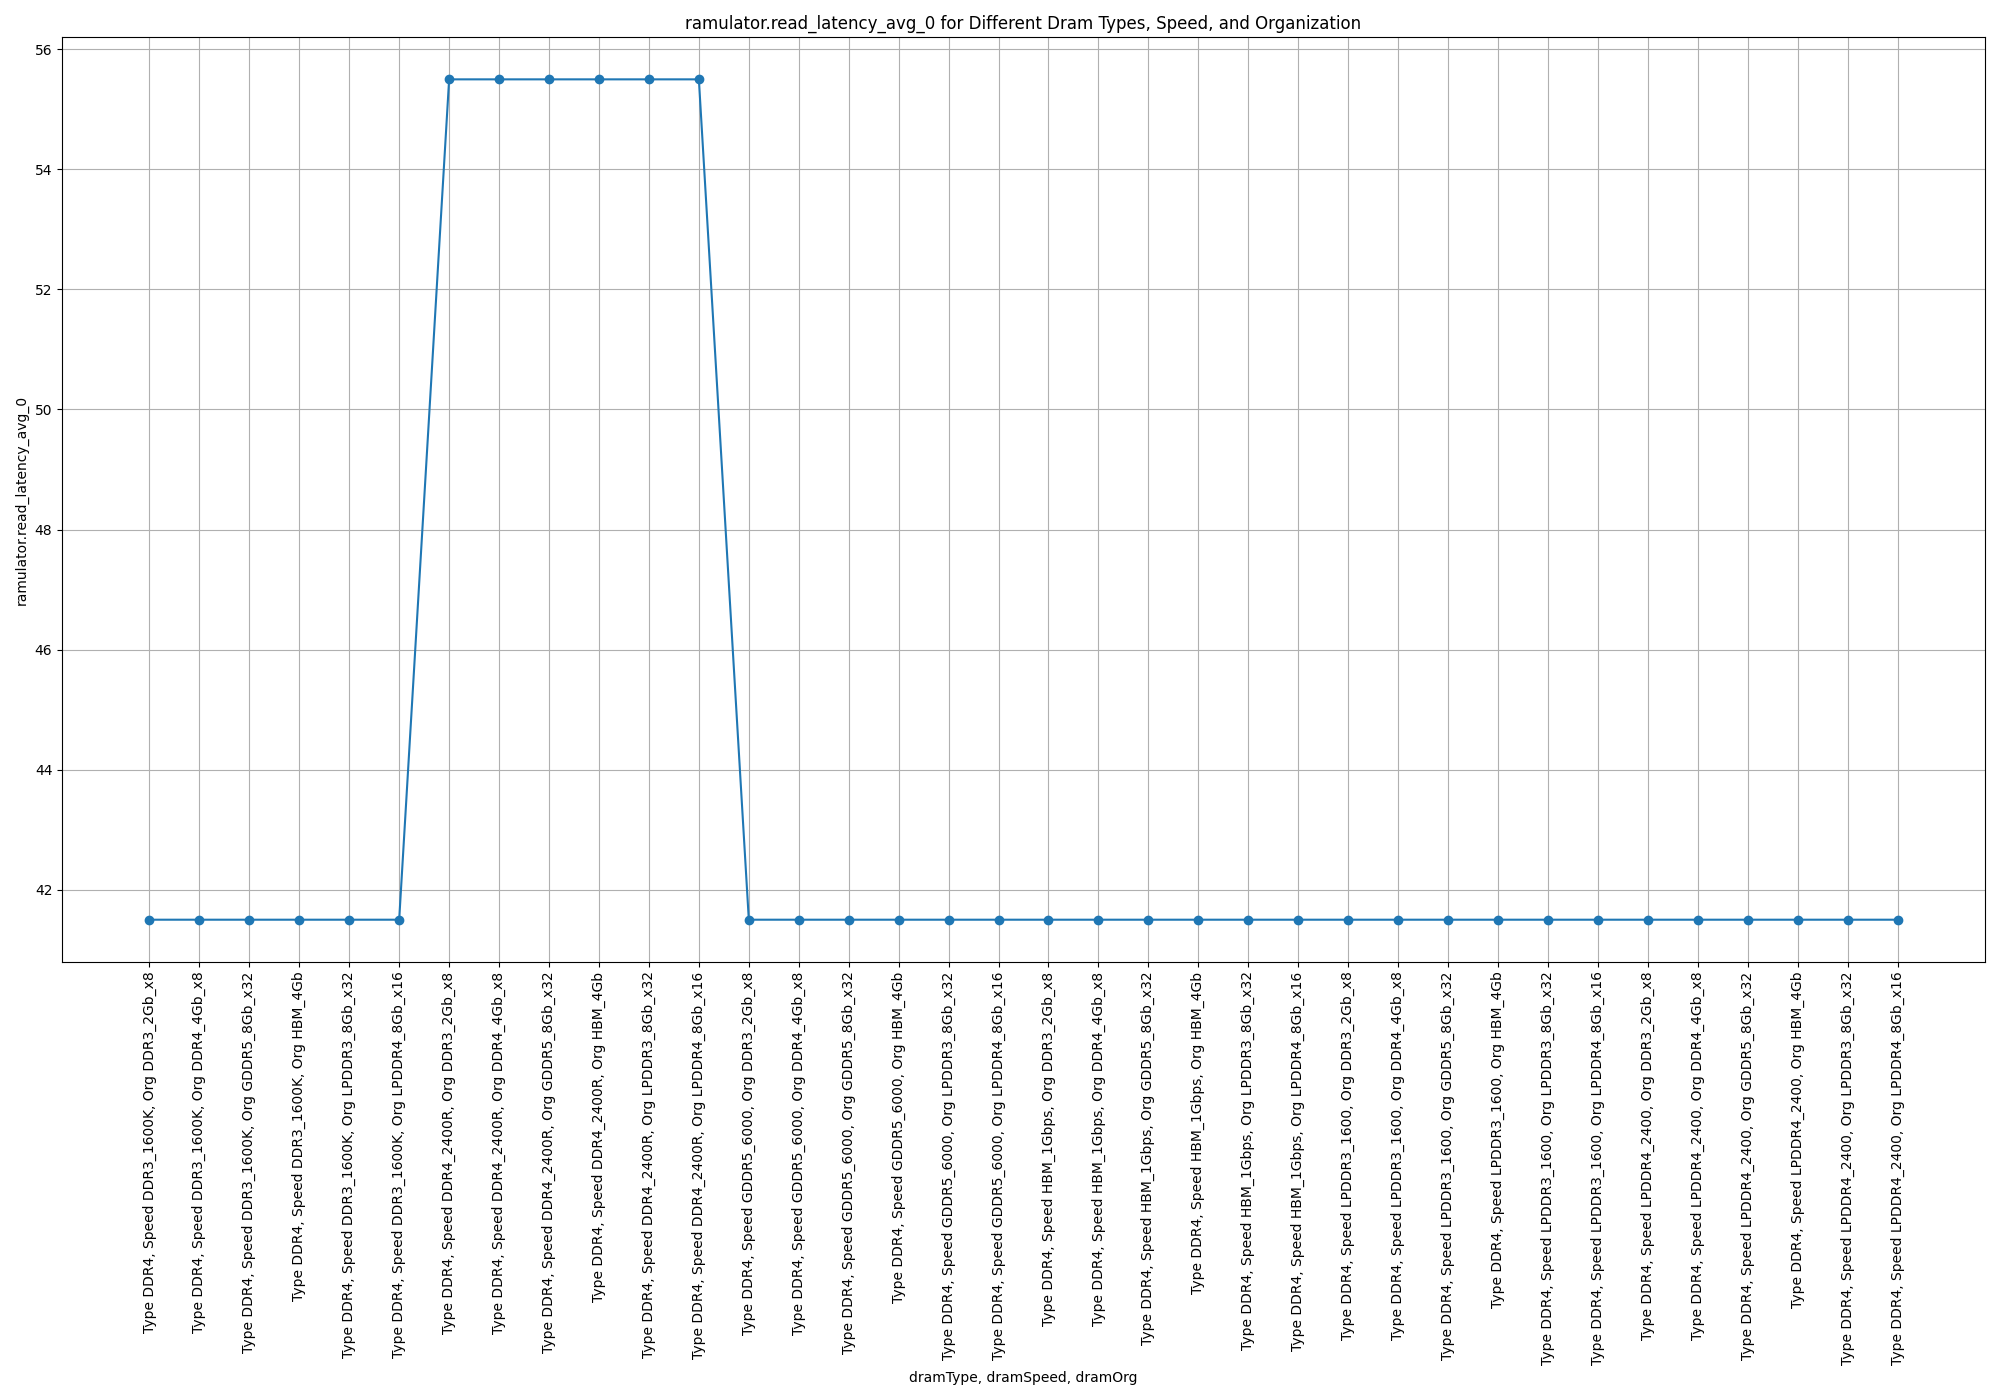 ramulator.read_latency_avg_0 for Different Dram Types, Speed, and Organization
56
54
52
50
48
46
44
42
ramulator.read_latency_avg_0
Type DDR4, Speed DDR3_1600K, Org DDR3_2Gb_x8
Type DDR4, Speed DDR3_1600K, Org DDR4_4Gb_x8
Type DDR4, Speed DDR3_1600K, Org GDDR5_8Gb_x32
Type DDR4, Speed DDR3_1600K, Org HBM_4Gb
Type DDR4, Speed DDR3_1600K, Org LPDDR3_8Gb_x32
Type DDR4, Speed DDR3_1600K, Org LPDDR4_8Gb_x16
Type DDR4, Speed DDR4_2400R, Org DDR3_2Gb_x8
Type DDR4, Speed DDR4_2400R, Org DDR4_4Gb_x8
Type DDR4, Speed DDR4_2400R, Org GDDR5_8Gb_x32
Type DDR4, Speed DDR4_2400R, Org HBM_4Gb
Type DDR4, Speed DDR4_2400R, Org LPDDR3_8Gb_x32
Type DDR4, Speed DDR4_2400R, Org LPDDR4_8Gb_x16
Type DDR4, Speed GDDR5_6000, Org DDR3_2Gb_x8
Type DDR4, Speed GDDR5_6000, Org DDR4_4Gb_x8
Type DDR4, Speed GDDR5_6000, Org GDDR5_8Gb_x32
Type DDR4, Speed GDDR5_6000, Org HBM_4Gb
Type DDR4, Speed GDDR5_6000, Org LPDDR3_8Gb_x32
Type DDR4, Speed GDDR5_6000, Org LPDDR4_8Gb_x16
Type DDR4, Speed HBM_1Gbps, Org DDR3_2Gb_x8
Type DDR4, Speed HBM_1Gbps, Org DDR4_4Gb_x8
Type DDR4, Speed HBM_1Gbps, Org GDDR5_8Gb_x32
Type DDR4, Speed HBM_1Gbps, Org HBM_4Gb
Type DDR4, Speed HBM_1Gbps, Org LPDDR3_8Gb_x32
Type DDR4, Speed HBM_1Gbps, Org LPDDR4_8Gb_x16
Type DDR4, Speed LPDDR3_1600, Org DDR3_2Gb_x8
Type DDR4, Speed LPDDR3_1600, Org DDR4_4Gb_x8
Type DDR4, Speed LPDDR3_1600, Org GDDR5_8Gb_x32
Type DDR4, Speed LPDDR3_1600, Org HBM_4Gb
Type DDR4, Speed LPDDR3_1600, Org LPDDR3_8Gb_x32
Type DDR4, Speed LPDDR3_1600, Org LPDDR4_8Gb_x16
Type DDR4, Speed LPDDR4_2400, Org DDR3_2Gb_x8
Type DDR4, Speed LPDDR4_2400, Org DDR4_4Gb_x8
Type DDR4, Speed LPDDR4_2400, Org GDDR5_8Gb_x32
Type DDR4, Speed LPDDR4_2400, Org HBM_4Gb
Type DDR4, Speed LPDDR4_2400, Org LPDDR3_8Gb_x32
Type DDR4, Speed LPDDR4_2400, Org LPDDR4_8Gb_x16
dramType, dramSpeed, dramOrg